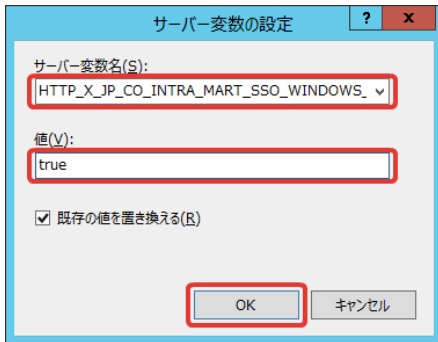 サーバー変数の設定
? x
サーバー変数名(S):
HTTP_X_JP_CO_INTRA_MART_SSO_WINDOWS_
値(V):
true
既存の値を置き換える(R)
OK キャンセル